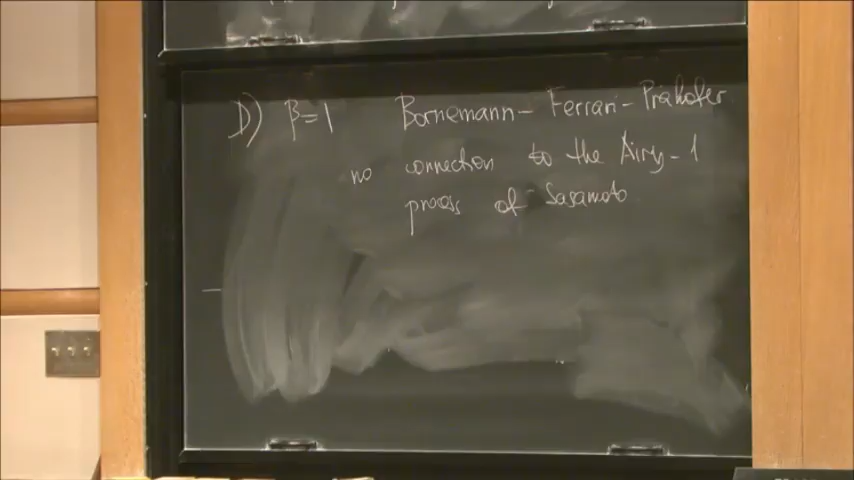 D) β=1 Bornemann - Ferrari - Prähofer
no connection to the Airy-1
process of Sasamoto